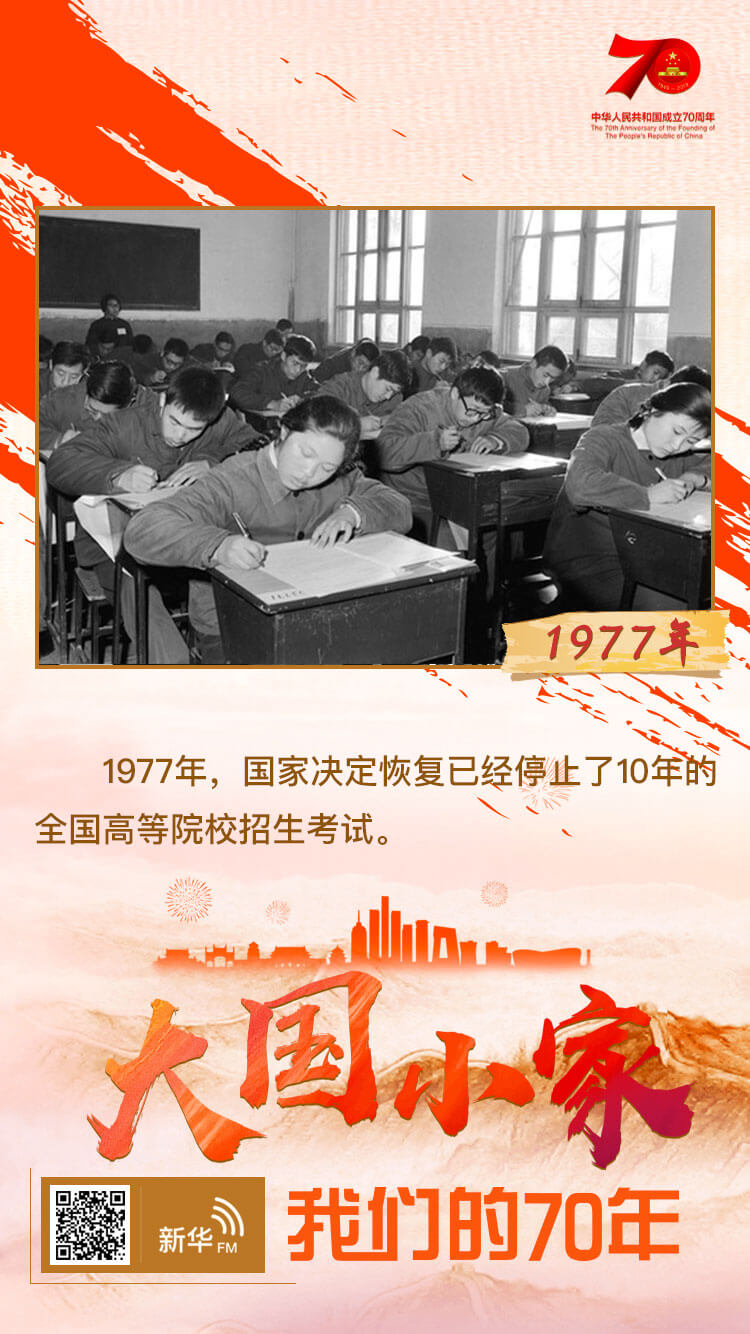 中华人民共和国成立70周年
The 70th Anniversary of the Founding of
The People's Republic of China
1977年
1977年，国家决定恢复已经停止了10年的
全国高等院校招生考试。
大国小家
新华FM
我们的70年